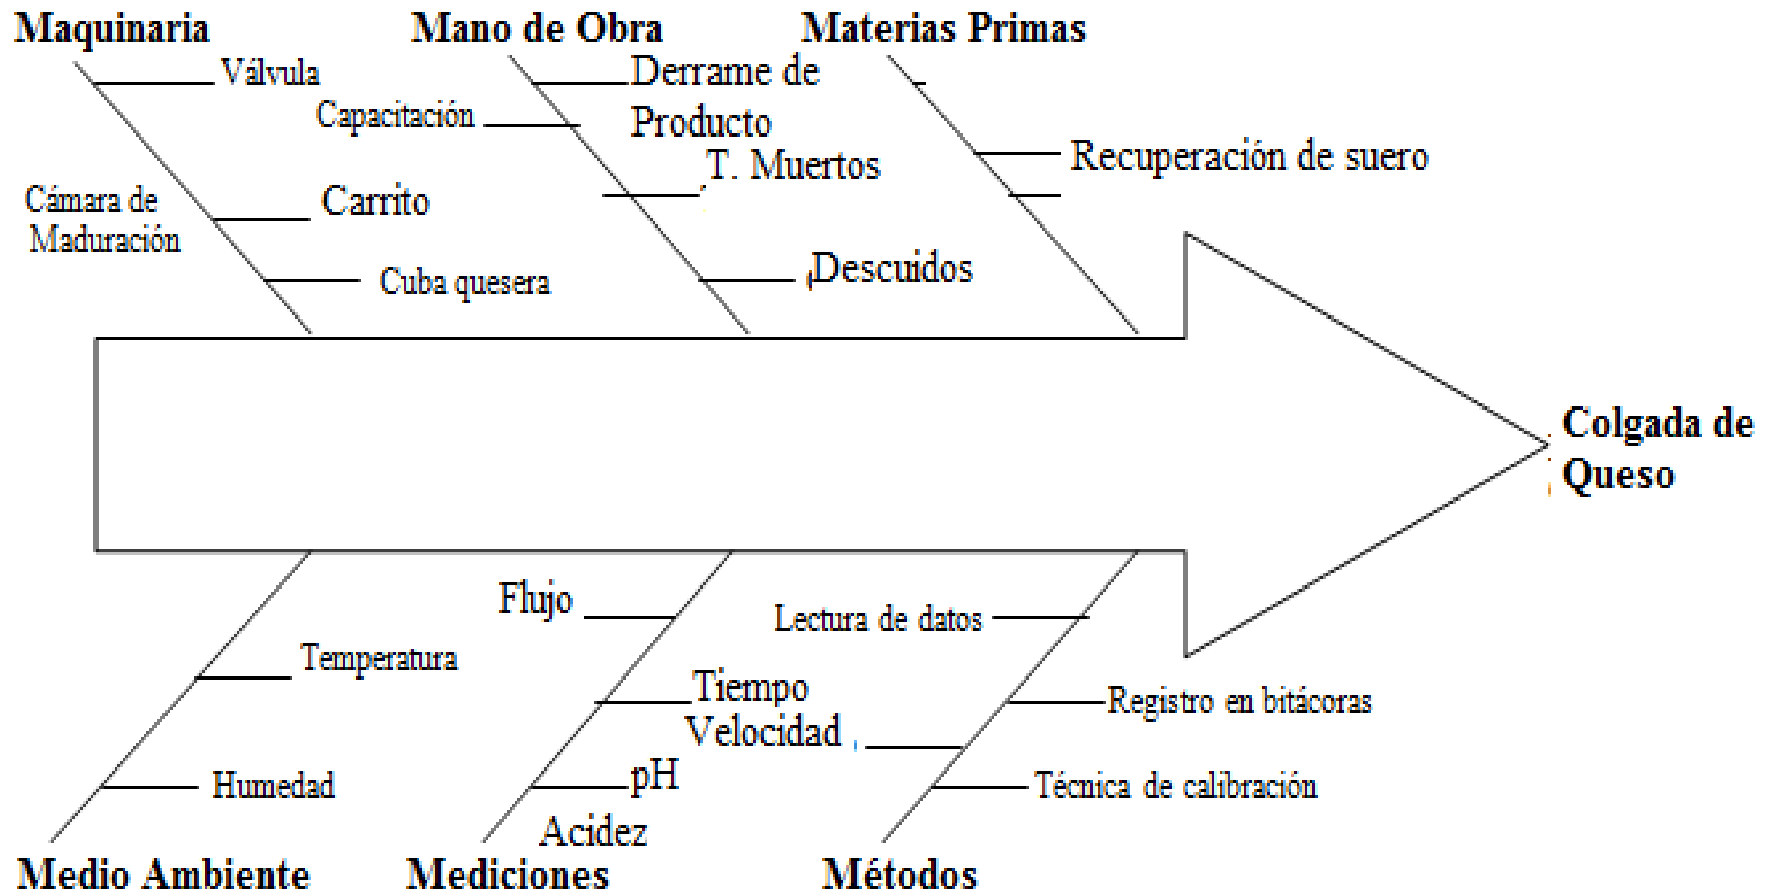 Maquinaria
Mano de Obra
Materias Primas
Válvula
Derrame de
Capacitación
Producto
T. Muertos
Recuperación de suero
Cámara de
Maduración
Carrito
Descuidos
Cuba quesera
Colgada de
Queso
Flujo
Lectura de datos
Temperatura
Tiempo
Registro en bitácoras
Velocidad
pH
Humedad
Técnica de calibración
Acidez
Medio Ambiente
Mediciones
Métodos